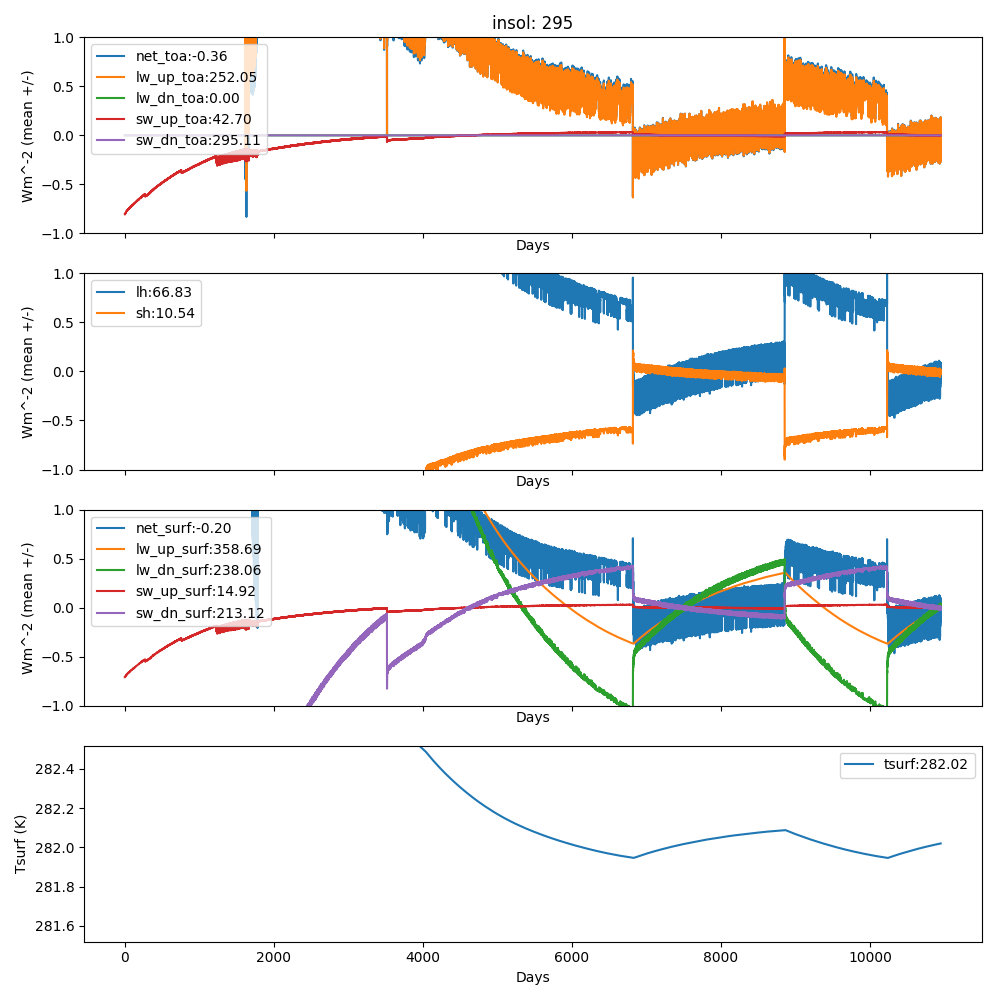 insol: 295
Wm^-2 (mean +/-)
1.0
0.5
0.0
−0.5
−1.0
net_toa:-0.36
lw_up_toa:252.05
lw_dn_toa:0.00
sw_up_toa:42.70
sw_dn_toa:295.11
Days
Wm^-2 (mean +/-)
1.0
0.5
0.0
−0.5
−1.0
lh:66.83
sh:10.54
Days
Wm^-2 (mean +/-)
1.0
0.5
0.0
−0.5
−1.0
net_surf:-0.20
lw_up_surf:358.69
lw_dn_surf:238.06
sw_up_surf:14.92
sw_dn_surf:213.12
Days
Tsurf (K)
282.4
282.2
282.0
281.8
281.6
tsurf:282.02
0 2000 4000 6000 8000 10000
Days